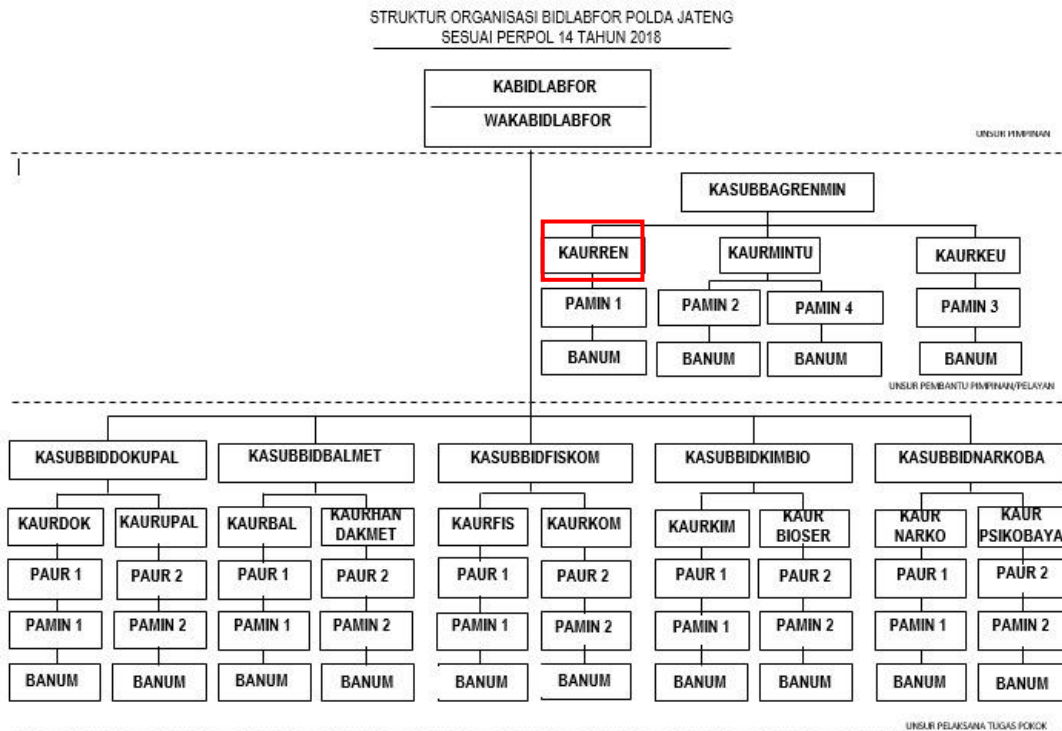 STRUKTUR ORGANISASI BIDLABFOR POLDA JATENG
SESUAI PERPOL 14 TAHUN 2018
KABIDLABFOR
WAKABIDLABFOR
UNSUR PIMPINAN
KASUBBAGRENMIN
KAURREN KAURMINTU KAURKEU
PAMIN 1 PAMIN 2 PAMIN 4 PAMIN 3
BANUM BANUM BANUM BANUM
UNSUR PEMBANTU PIMPINAN/PELAYAN
KASUBBIDDOKUPAL KASUBBIDBALMET KASUBBIDFISKOM KASUBBIDKIMBIO KASUBBIDNARKOBA
KAURDOK KAURUPAL KAURBAL KAURHAN DAKMET KAURFIS KAURKOM KAURKIM KAUR BIOSER KAUR NARKO KAUR PSIKOBAYA
PAUR 1 PAUR 2 PAUR 1 PAUR 2 PAUR 1 PAUR 2 PAUR 1 PAUR 2 PAUR 1 PAUR 2
PAMIN 1 PAMIN 2 PAMIN 1 PAMIN 2 PAMIN 1 PAMIN 2 PAMIN 1 PAMIN 2 PAMIN 1 PAMIN 2
BANUM BANUM BANUM BANUM BANUM BANUM BANUM BANUM BANUM BANUM
UNSUR PELAKSANA TUGAS POKOK